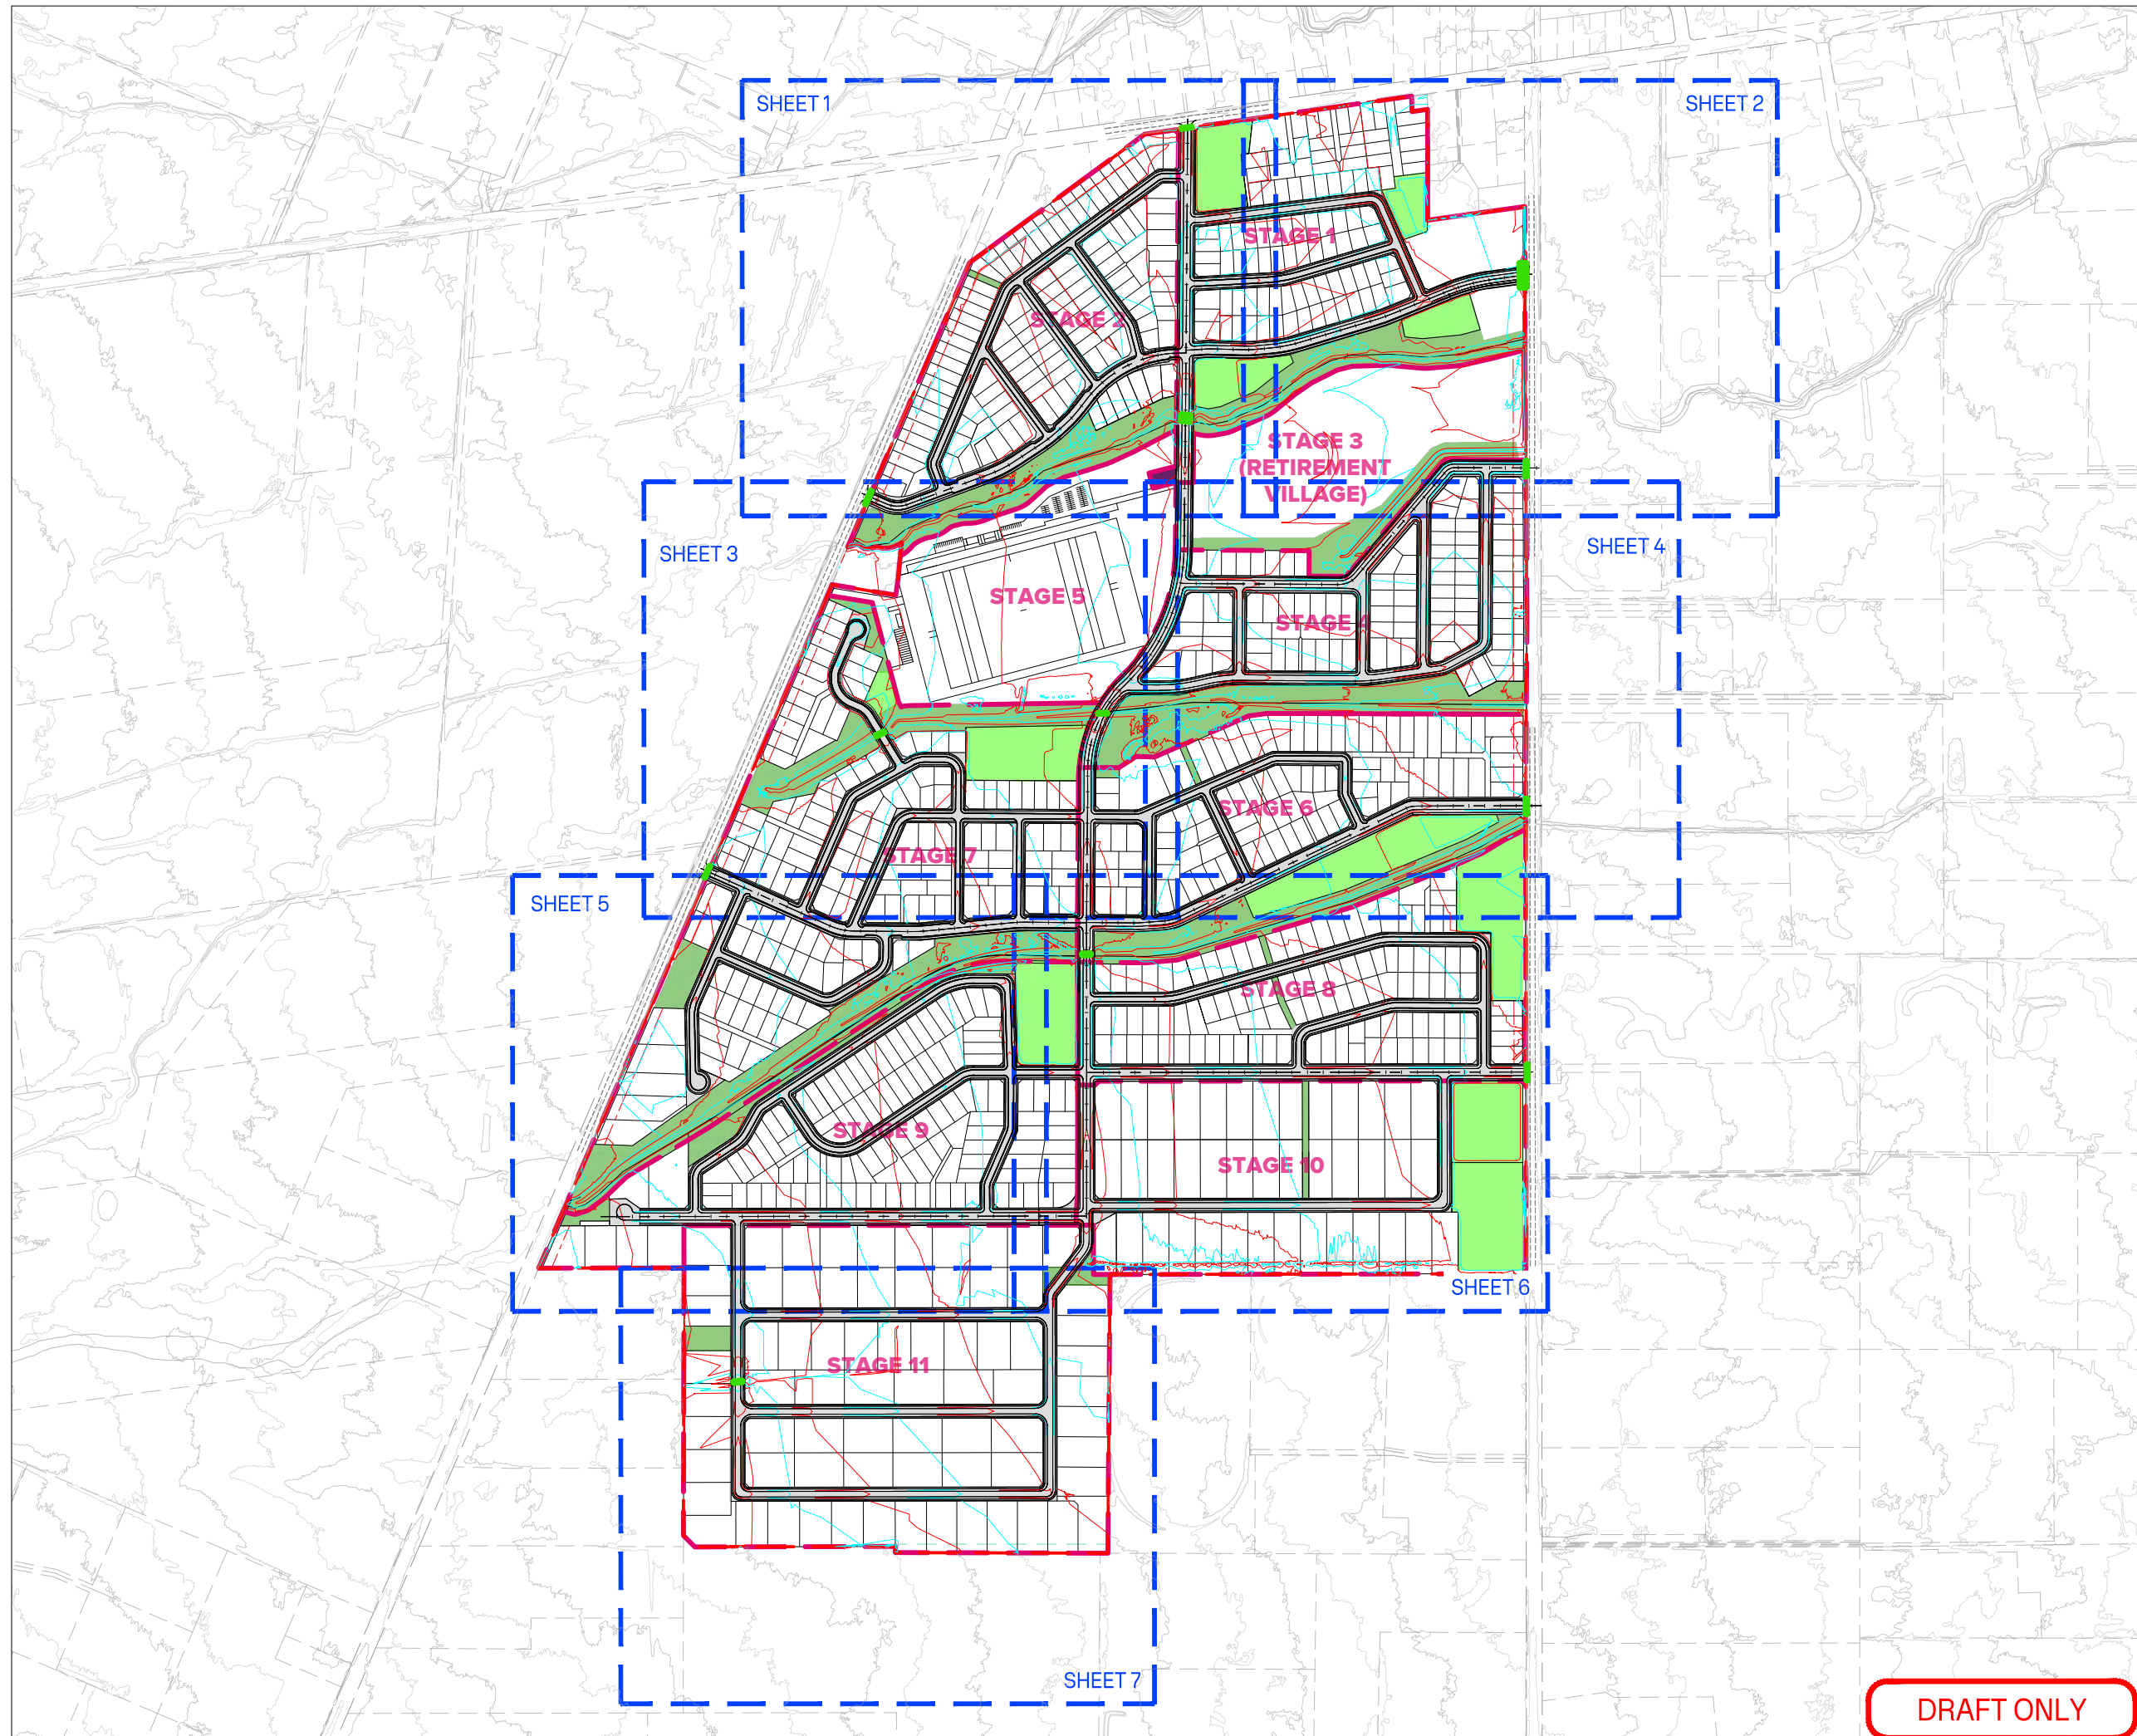 SHEET 1
SHEET 2
STAGE 1
STAGE 2
STAGE 3
(RETIREMENT
VILLAGE)
SHEET 3
SHEET 4
STAGE 5
STAGE 4
STAGE 6
STAGE 7
SHEET 5
STAGE 8
STAGE 9
STAGE 10
SHEET 6
STAGE 11
SHEET 7
DRAFT ONLY